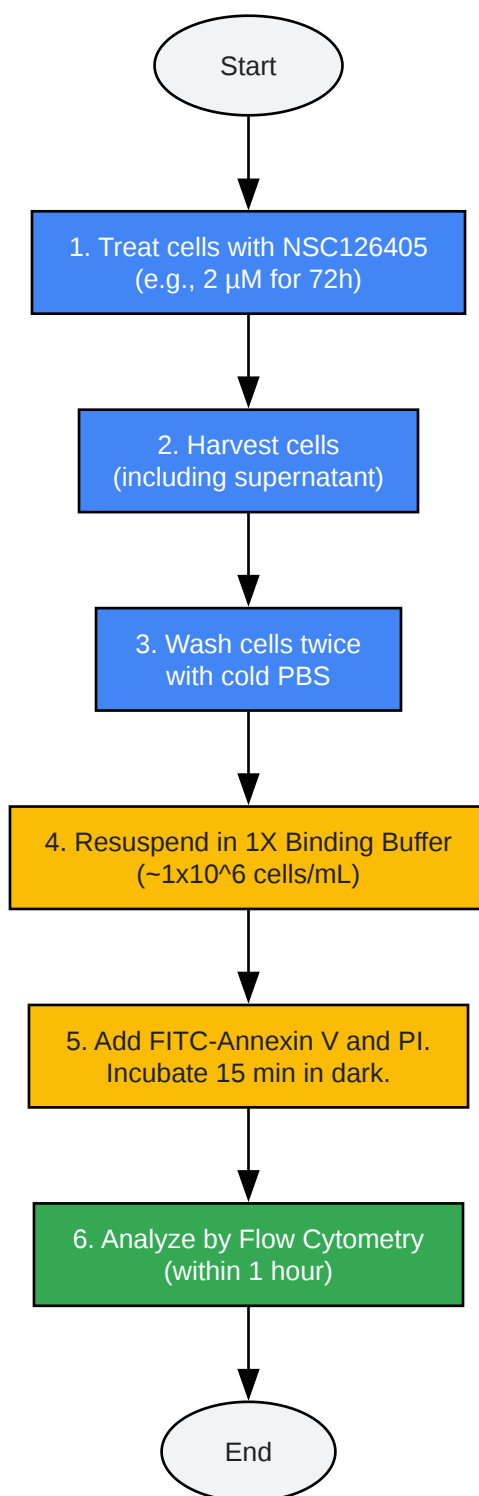 Start
1. Treat cells with NSC126405
(e.g., 2 µM for 72h)
2. Harvest cells
(including supernatant)
3. Wash cells twice
with cold PBS
4. Resuspend in 1X Binding Buffer
(~1x10^6 cells/mL)
5. Add FITC-Annexin V and PI.
Incubate 15 min in dark.
6. Analyze by Flow Cytometry
(within 1 hour)
End